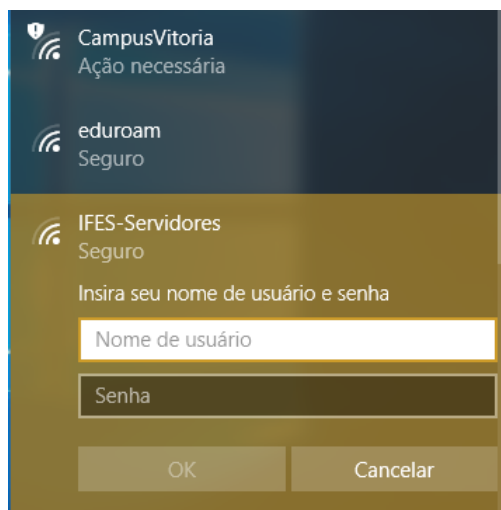 CampusVitoria
Ação necessária
eduroam
Seguro
IFES-Servidores
Seguro
Insira seu nome de usuário e senha
Nome de usuário
Senha
OK
Cancelar